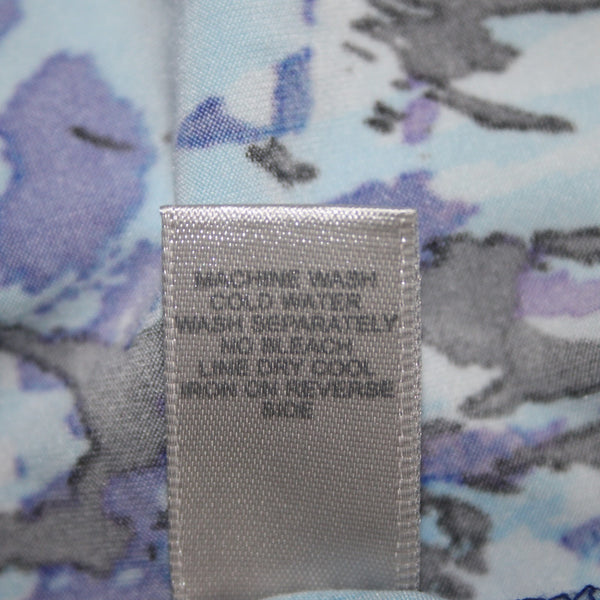 MACHINE WASH
COLD WATER
WASH SEPARATELY
NO BLEACH
LINE DRY COOL
IRON ON REVERSE
SIDE